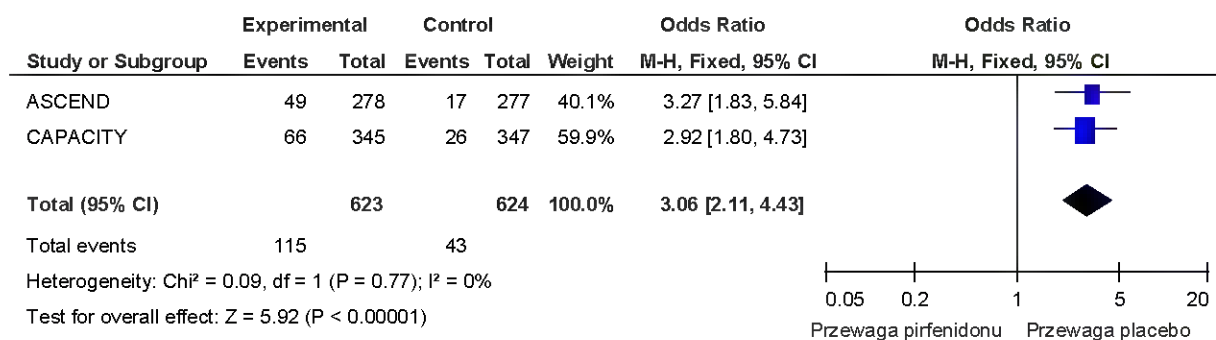 Experimental Control Odds Ratio Odds Ratio
Study or Subgroup Events Total Events Total Weight M-H, Fixed, 95% CI M-H, Fixed, 95% CI
ASCEND 49 278 17 277 40.1% 3.27 [1.83, 5.84]
CAPACITY 66 345 26 347 59.9% 2.92 [1.80, 4.73]
Total (95% CI) 623 624 100.0% 3.06 [2.11, 4.43]
Total events 115 43
Heterogeneity: Chi² = 0.09, df = 1 (P = 0.77); I² = 0%
Test for overall effect: Z = 5.92 (P < 0.00001)
0.05 0.2 1 5 20
Przewaga pirfenidonu Przewaga placebo